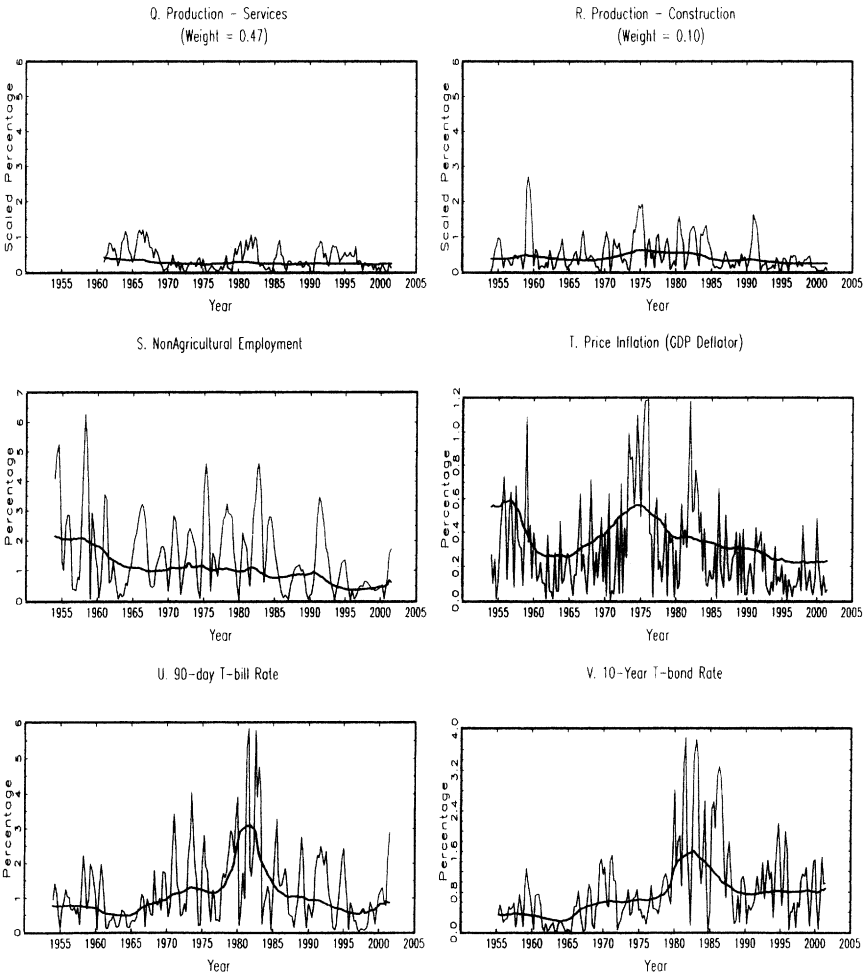 Q. Production - Services
(Weight = 0.47)
R. Production - Construction
(Weight = 0.10)
Scaled Percentage
0 1 2 3 4 5 6
1955 1960 1965 1970 1975 1980 1985 1990 1995 2000 2005
Year
Scaled Percentage
0 1 2 3 4 5 6
1955 1960 1965 1970 1975 1980 1985 1990 1995 2000 2005
Year
S. NonAgricultural Employment
T. Price Inflation (GDP Deflator)
Percentage
0 1 2 3 4 5 6 7
1955 1960 1965 1970 1975 1980 1985 1990 1995 2000 2005
Year
Percentage
0.0 0.2 0.4 0.6 0.8 1.0 1.2
1955 1960 1965 1970 1975 1980 1985 1990 1995 2000 2005
Year
U. 90-day T-bill Rate
V. 10-Year T-bond Rate
Percentage
0 1 2 3 4 5 6
1955 1960 1965 1970 1975 1980 1985 1990 1995 2000 2005
Year
Percentage
0.0 0.8 1.6 2.4 3.2 4.0
1955 1960 1965 1970 1975 1980 1985 1990 1995 2000 2005
Year